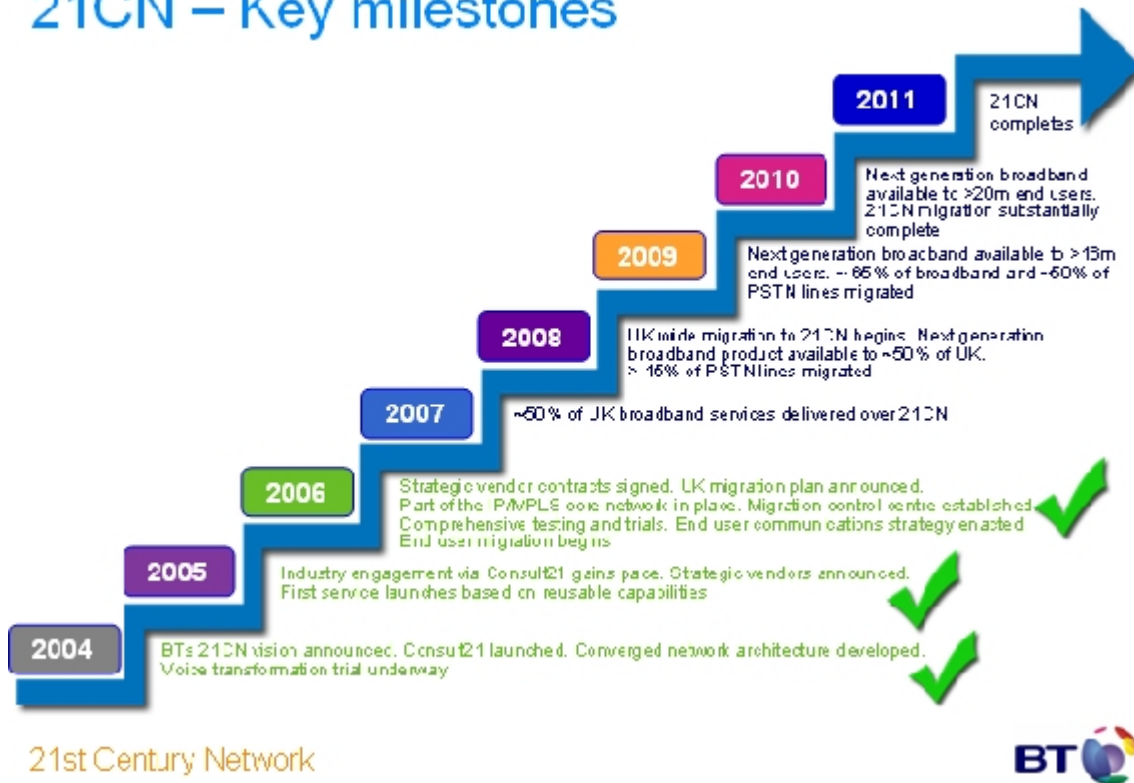 21CN – Key milestones
2011
21CN
completes
2010
Next generation broadband
available to >20m end users.
21CN migration substantially
complete
2009
Next generation broadband available to
end users. ~ 65% of broadband and ~50% of
PSTN lines migrated
2008
UK wide migration to 21CN begins. Next generation
broadband product available to ~50% of UK.
PSTN lines migrated
2007
~50% of UK broadband services delivered over 21CN
2006
Strategic vendor contracts signed. UK migration plan announced.
Part of the IP/MPLS core network in place. Migration control centre established
Comprehensive testing and trials. End user communications strategy enacted
End user migration begins
2005
Industry engagement via Consult21 gains pace. Strategic vendors announced.
First service launches based on reusable capabilities
2004
BTs 21CN vision announced. Consult21 launched. Converged network architecture developed.
Voice transformation trial underway
21st Century Network
BT